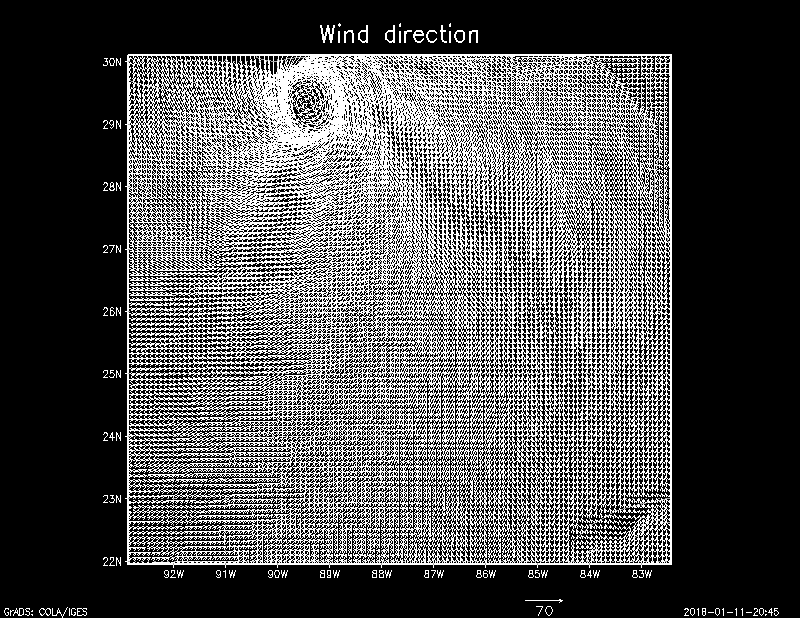 Wind direction
30N
29N
28N
27N
26N
25N
24N
23N
22N
92W 91W 90W 89W 88W 87W 86W 85W 84W 83W
70
GrADS: COLA/IGES 2018-01-11-20:45